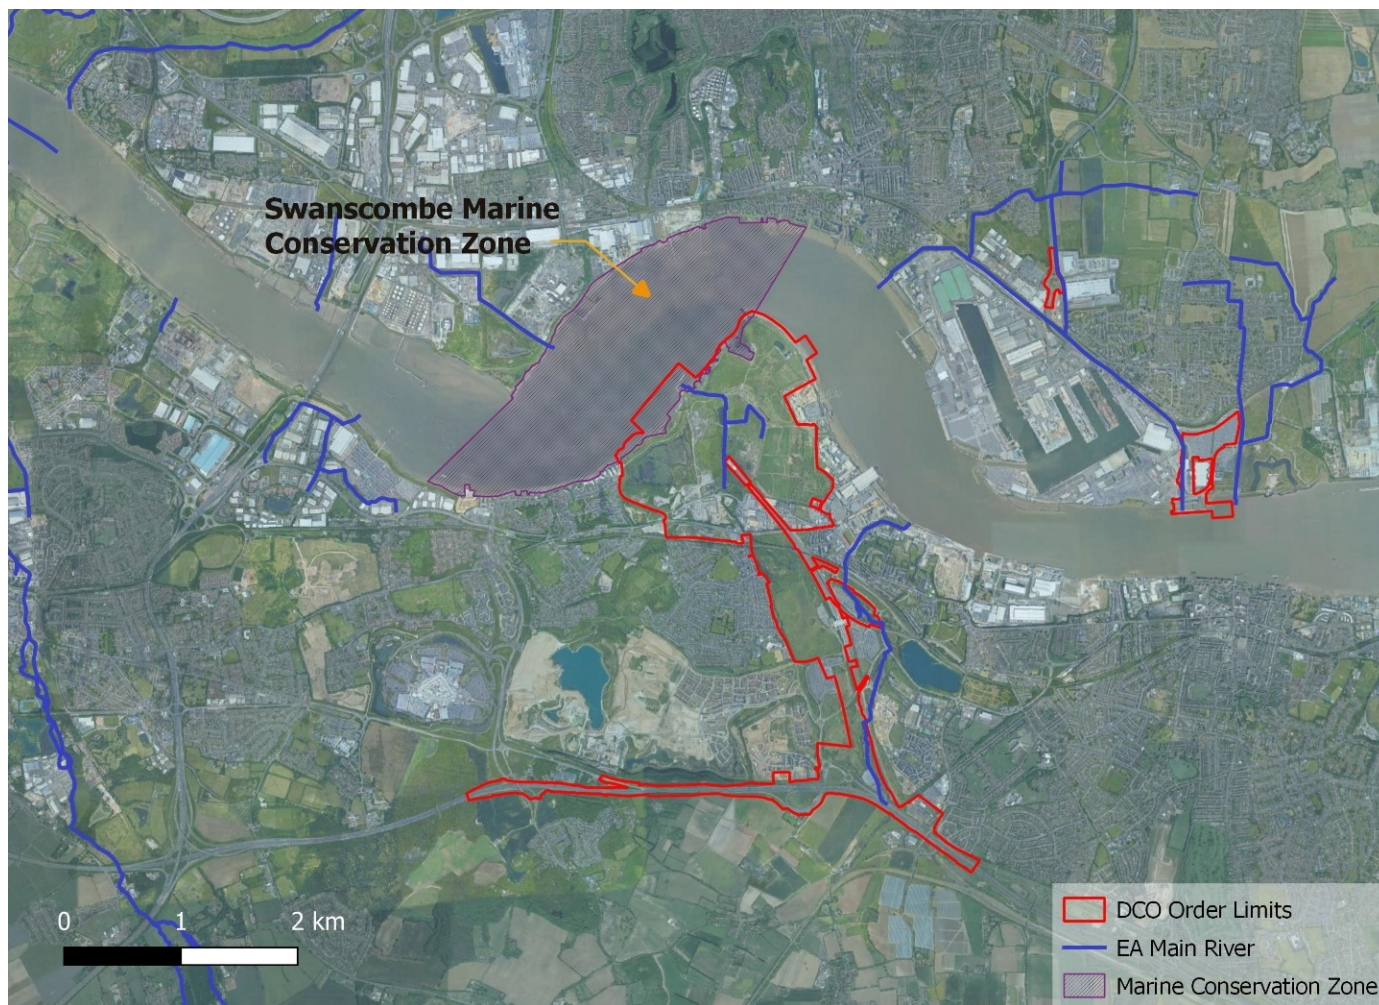 Swanscombe Marine
Conservation Zone
0 1 2 km
DCO Order Limits
EA Main River
Marine Conservation Zone